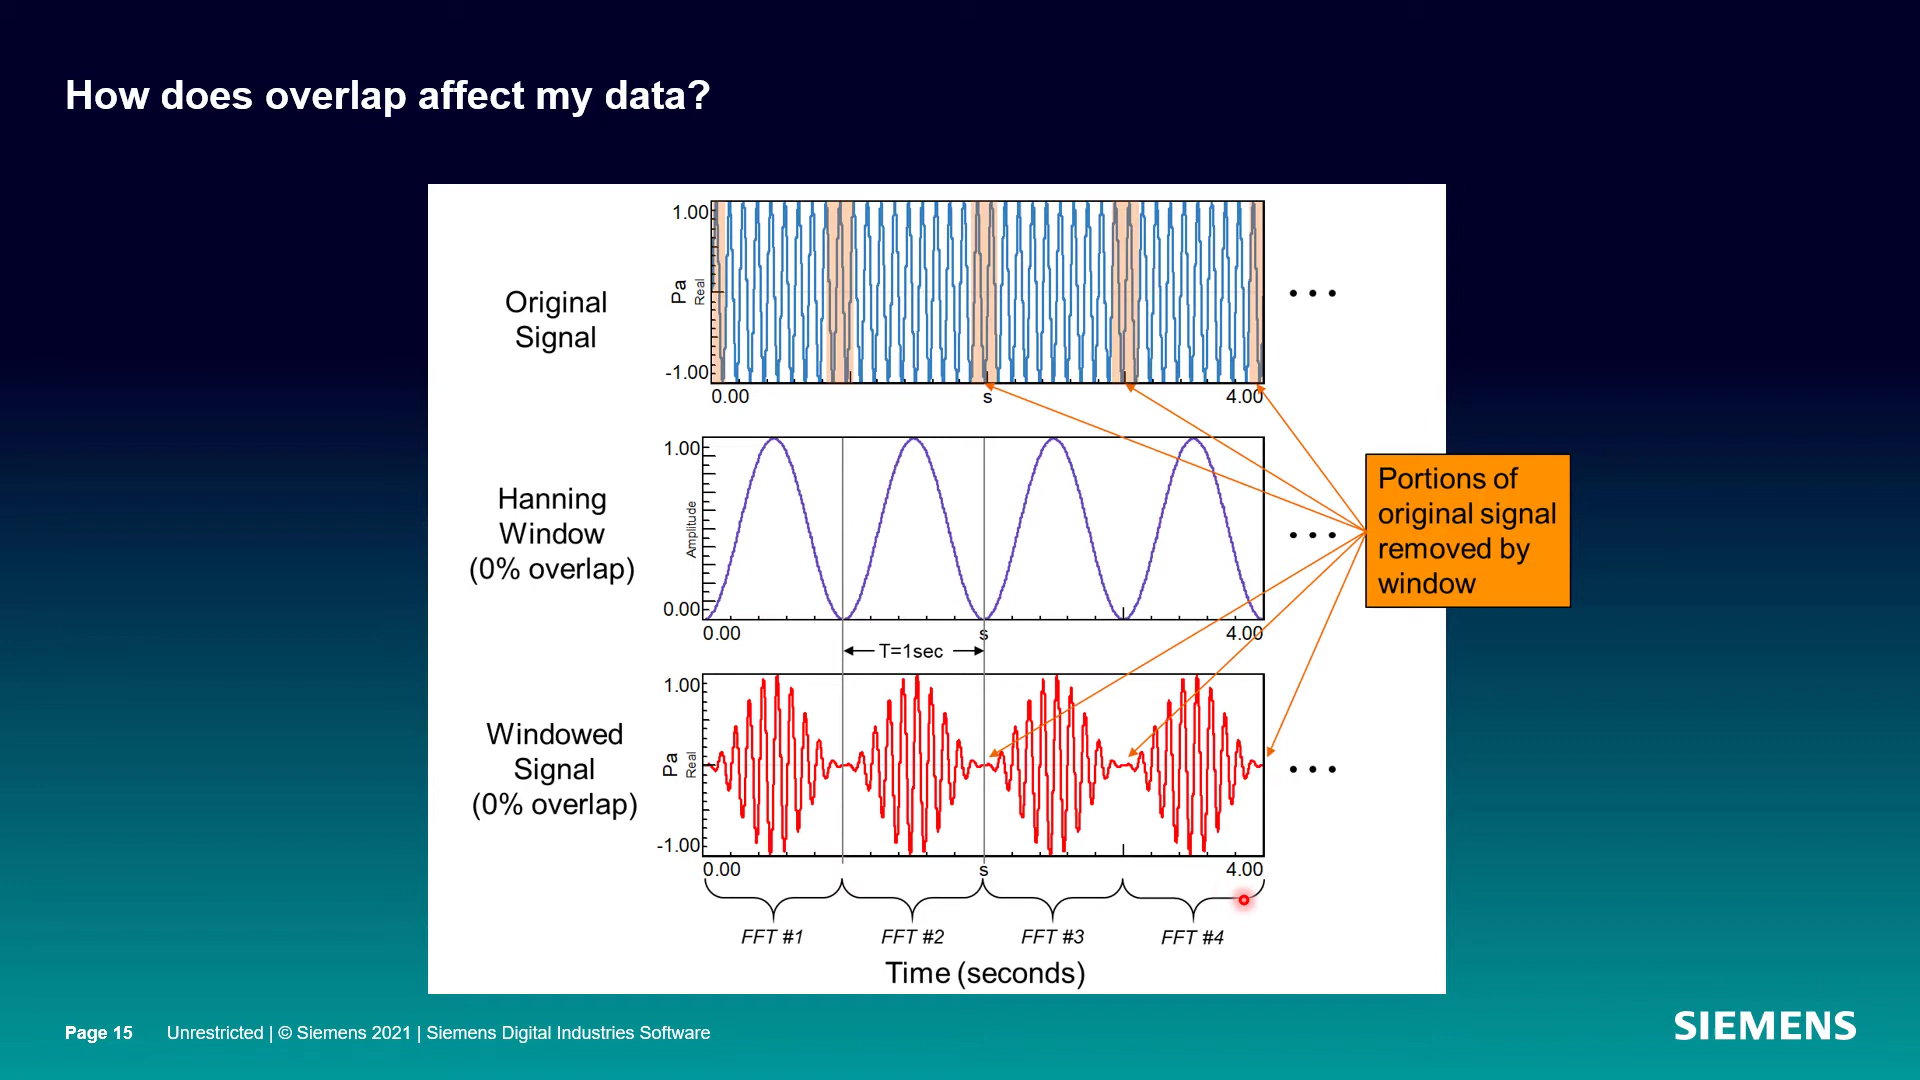 How does overlap affect my data?
Original
Signal
1.00
Pa
Real
-1.00
0.00
s
4.00
Hanning
Window
(0% overlap)
1.00
Amplitude
0.00
0.00
s
4.00
T=1sec
Portions of
original signal
removed by
window
Windowed
Signal
(0% overlap)
1.00
Pa
Real
-1.00
0.00
s
4.00
FFT #1
FFT #2
FFT #3
FFT #4
Time (seconds)
Page 15
Unrestricted | © Siemens 2021 | Siemens Digital Industries Software
SIEMENS